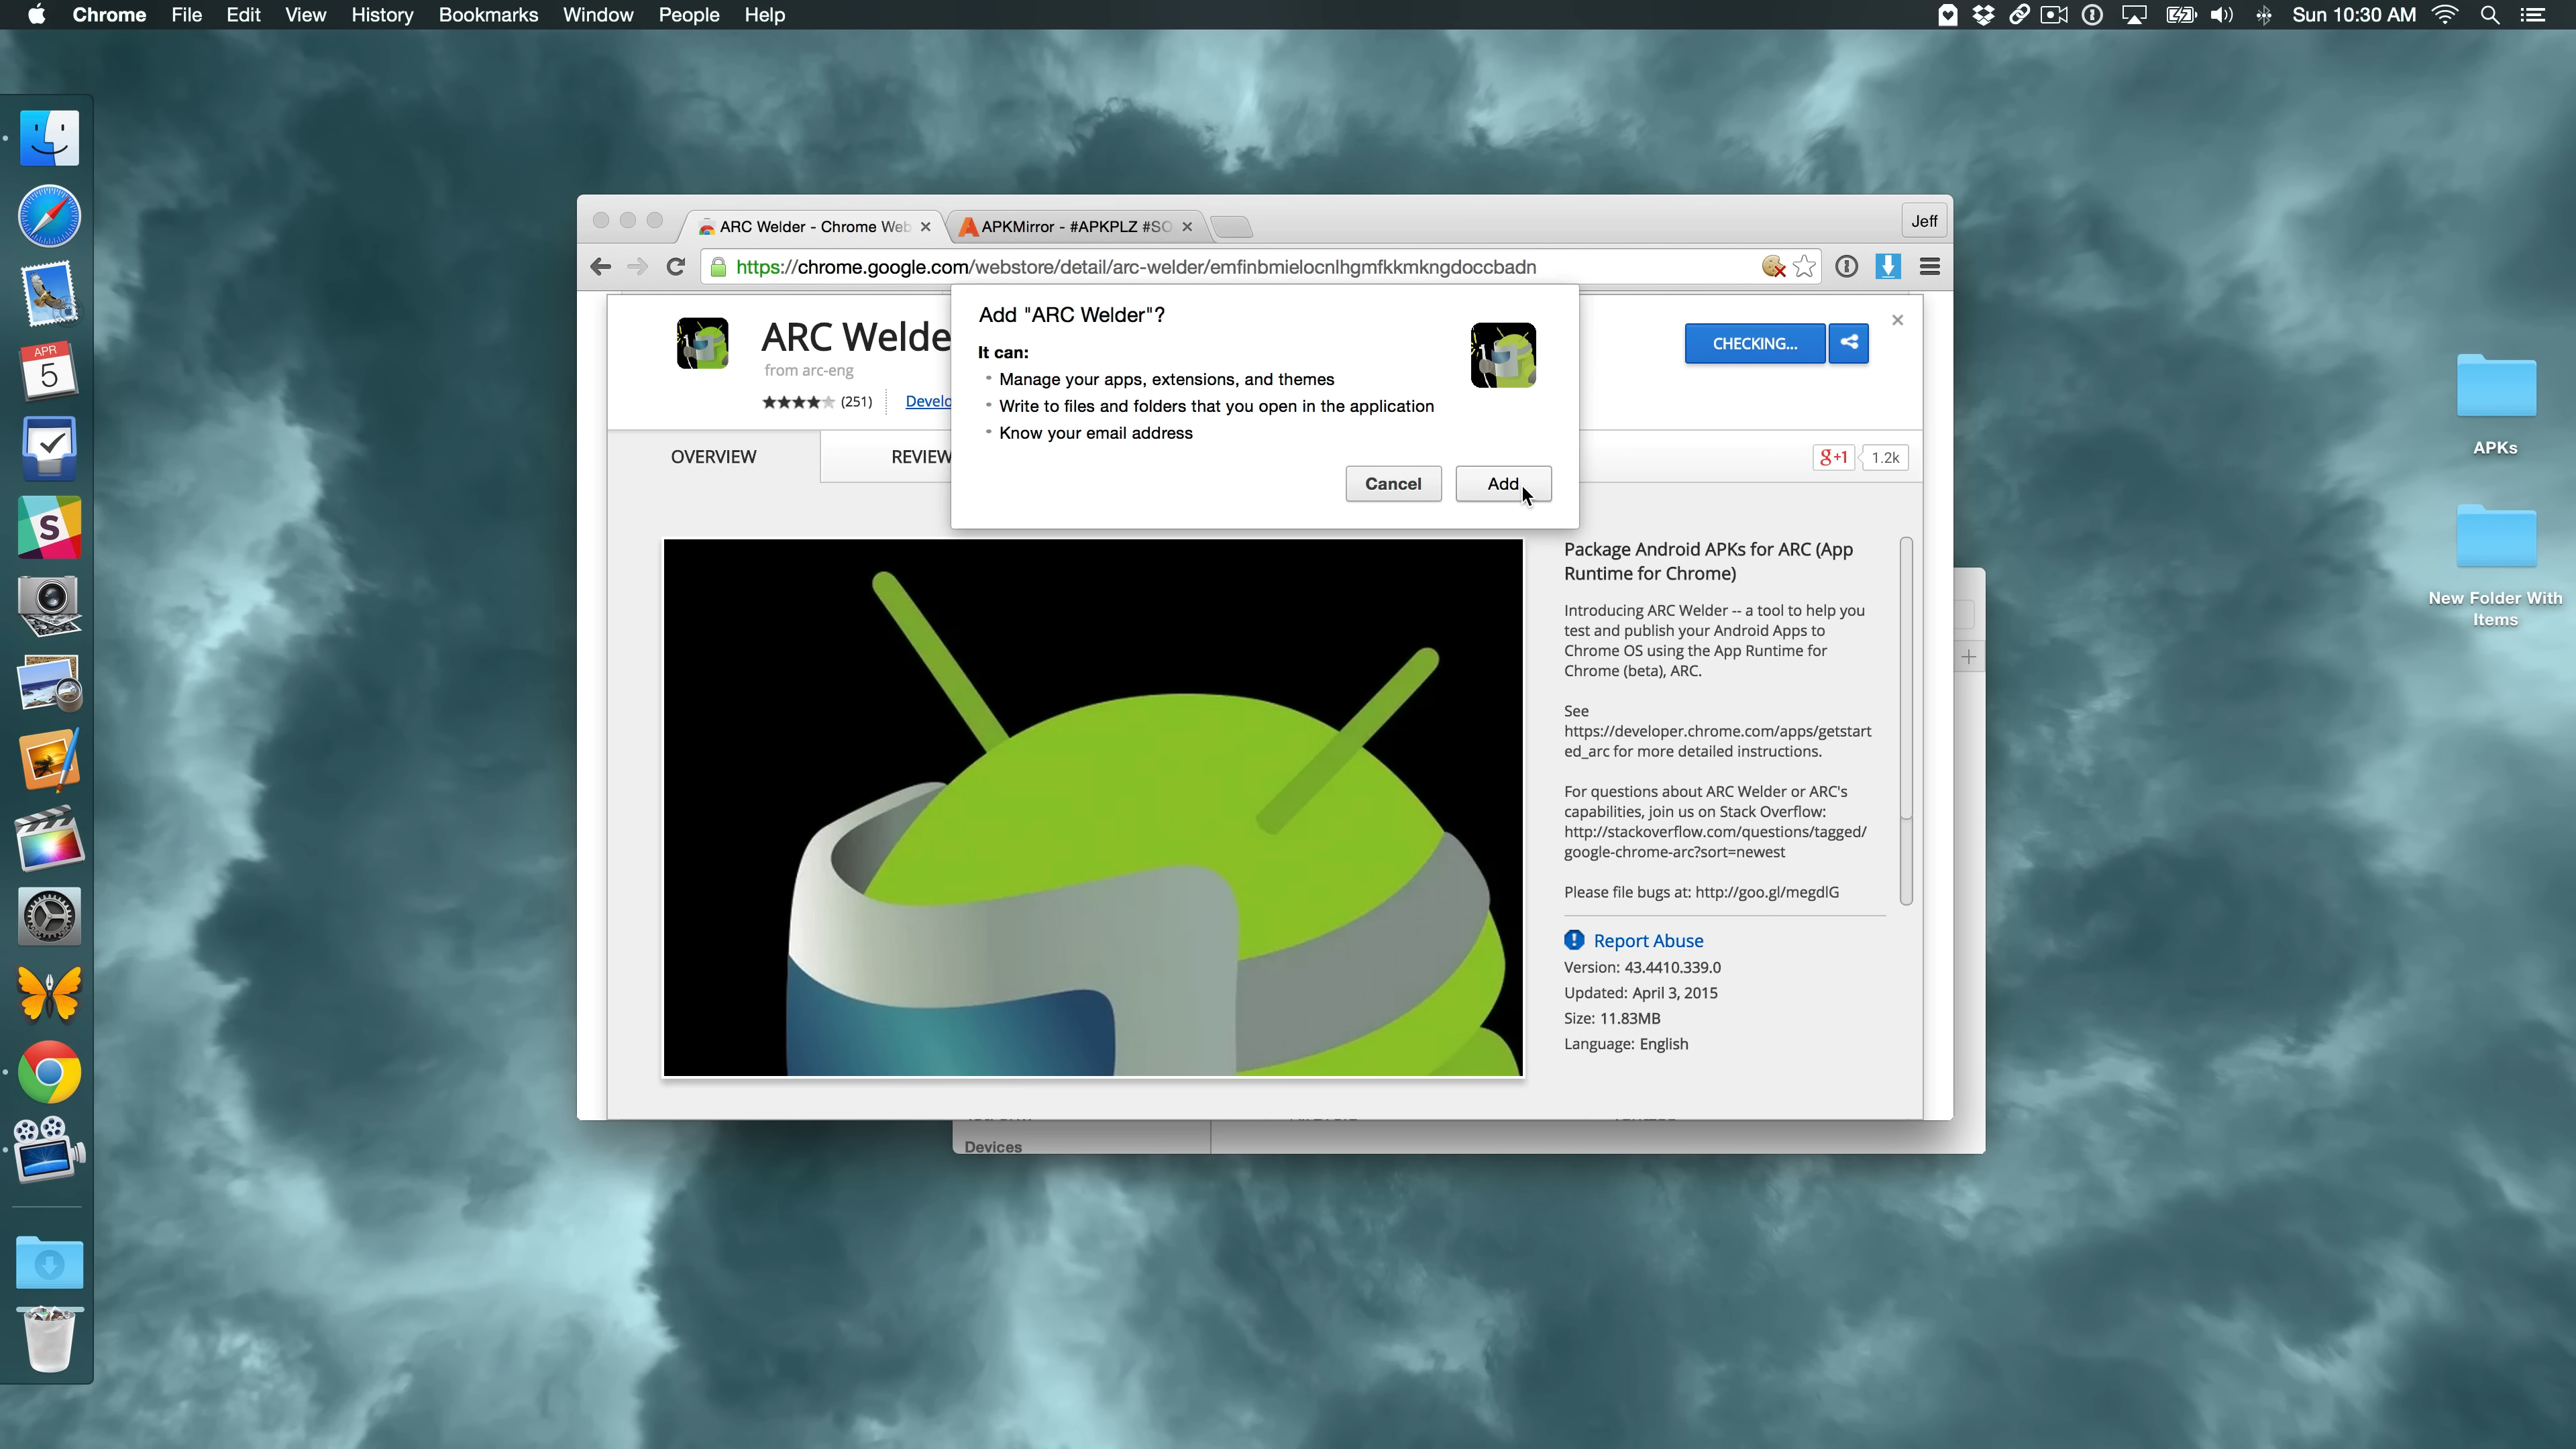 Chrome File Edit View History Bookmarks Window People Help
Sun 10:30 AM
APR
5
S
ARC Welder - Chrome Web
APKMirror - #APKPLZ #SO
Jeff
https://chrome.google.com/webstore/detail/arc-welder/emfinbmielocnlhgmfkkmkngdoccbadn
ARC Welde
from arc-eng
(251)
Develo
Add "ARC Welder"?
It can:
Manage your apps, extensions, and themes
Write to files and folders that you open in the application
Know your email address
Cancel
Add
CHECKING...
OVERVIEW
REVIEW
g+1
1.2k
Package Android APKs for ARC (App
Runtime for Chrome)
Introducing ARC Welder -- a tool to help you
test and publish your Android Apps to
Chrome OS using the App Runtime for
Chrome (beta), ARC.
See
https://developer.chrome.com/apps/getstart
ed_arc for more detailed instructions.
For questions about ARC Welder or ARC's
capabilities, join us on Stack Overflow:
http://stackoverflow.com/questions/tagged/
google-chrome-arc?sort=newest
Please file bugs at: http://goo.gl/megdlG
Report Abuse
Version: 43.4410.339.0
Updated: April 3, 2015
Size: 11.83MB
Language: English
Devices
APKs
New Folder With
Items